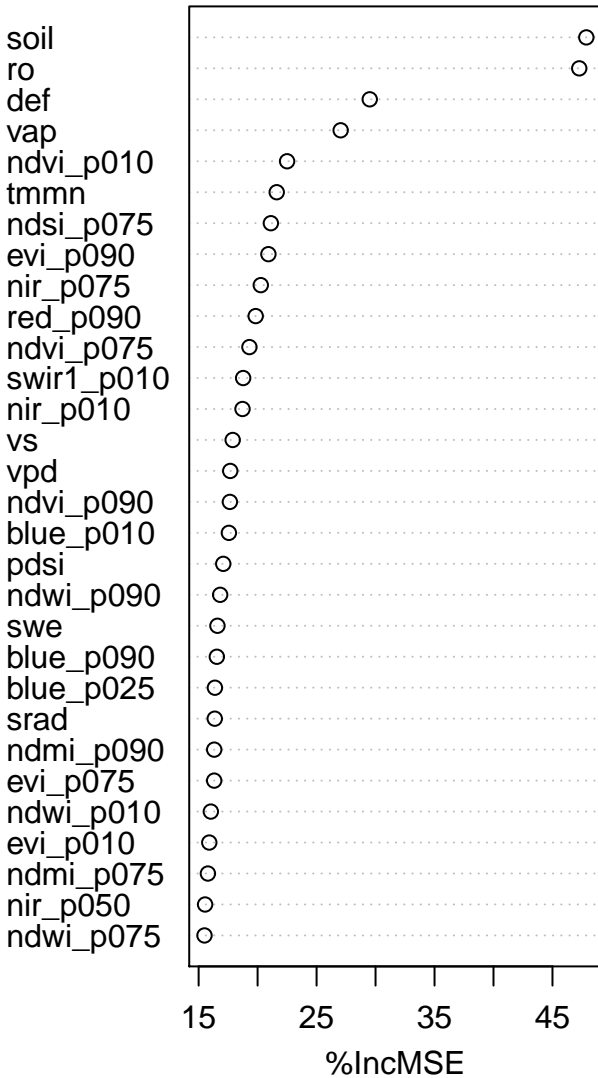 soil
ro
def
vap
ndvi_p010
tmmn
ndsi_p075
evi_p090
nir_p075
red_p090
ndvi_p075
swir1_p010
nir_p010
vs
vpd
ndvi_p090
blue_p010
pdsi
ndwi_p090
swe
blue_p090
blue_p025
srad
ndmi_p090
evi_p075
ndwi_p010
evi_p010
ndmi_p075
nir_p050
ndwi_p075
15 25 35 45
%IncMSE